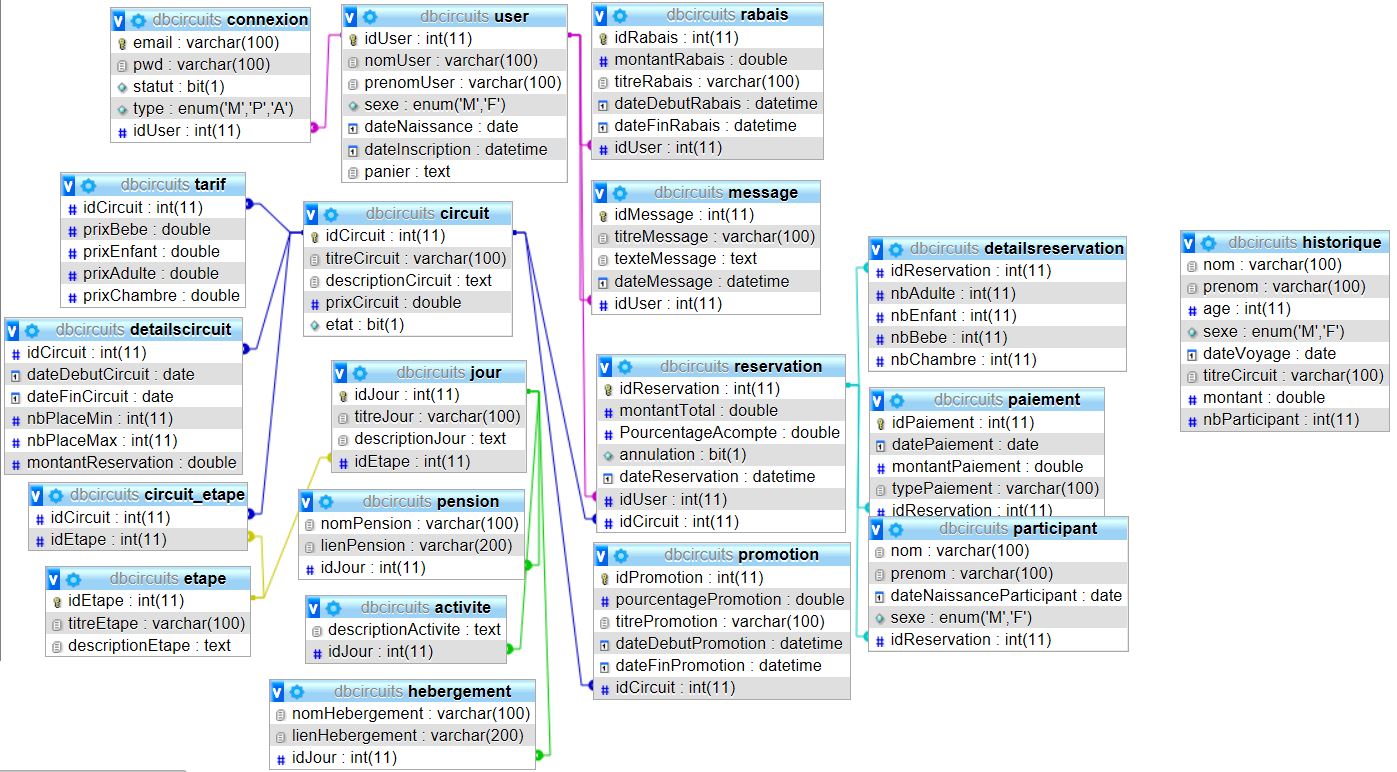 dbcircuits connexion
email : varchar(100)
pwd : varchar(100)
statut : bit(1)
type : enum('M','P','A')
idUser : int(11)
dbcircuits user
idUser : int(11)
nomUser : varchar(100)
prenomUser : varchar(100)
sexe : enum('M','F')
dateNaissance : date
dateInscription : datetime
panier : text
dbcircuits rabais
idRabais : int(11)
montantRabais : double
titreRabais : varchar(100)
dateDebutRabais : datetime
dateFinRabais : datetime
idUser : int(11)
dbcircuits tarif
idCircuit : int(11)
prixBebe : double
prixEnfant : double
prixAdulte : double
prixChambre : double
dbcircuits circuit
idCircuit : int(11)
titreCircuit : varchar(100)
descriptionCircuit : text
prixCircuit : double
etat : bit(1)
dbcircuits message
idMessage : int(11)
titreMessage : varchar(100)
texteMessage : text
dateMessage : datetime
idUser : int(11)
dbcircuits detailsreservation
idReservation : int(11)
nbAdulte : int(11)
nbEnfant : int(11)
nbBebe : int(11)
nbChambre : int(11)
dbcircuits historique
nom : varchar(100)
prenom : varchar(100)
age : int(11)
sexe : enum('M','F')
dateVoyage : date
titreCircuit : varchar(100)
montant : double
nbParticipant : int(11)
dbcircuits detailscircuit
idCircuit : int(11)
dateDebutCircuit : date
dateFinCircuit : date
nbPlaceMin : int(11)
nbPlaceMax : int(11)
montantReservation : double
dbcircuits jour
idJour : int(11)
titreJour : varchar(100)
descriptionJour : text
idEtape : int(11)
dbcircuits reservation
idReservation : int(11)
montantTotal : double
PourcentageAcompte : double
annulation : bit(1)
dateReservation : datetime
idUser : int(11)
idCircuit : int(11)
dbcircuits paiement
idPaiement : int(11)
datePaiement : date
montantPaiement : double
typePaiement : varchar(100)
idReservation : int(11)
dbcircuits circuit_etape
idCircuit : int(11)
idEtape : int(11)
dbcircuits pension
nomPension : varchar(100)
lienPension : varchar(200)
idJour : int(11)
dbcircuits participant
nom : varchar(100)
prenom : varchar(100)
dateNaissanceParticipant : date
sexe : enum('M','F')
idReservation : int(11)
dbcircuits etape
idEtape : int(11)
titreEtape : varchar(100)
descriptionEtape : text
dbcircuits activite
descriptionActivite : text
idJour : int(11)
dbcircuits promotion
idPromotion : int(11)
pourcentagePromotion : double
titrePromotion : varchar(100)
dateDebutPromotion : datetime
dateFinPromotion : datetime
idCircuit : int(11)
dbcircuits hebergement
nomHebergement : varchar(100)
lienHebergement : varchar(200)
idJour : int(11)